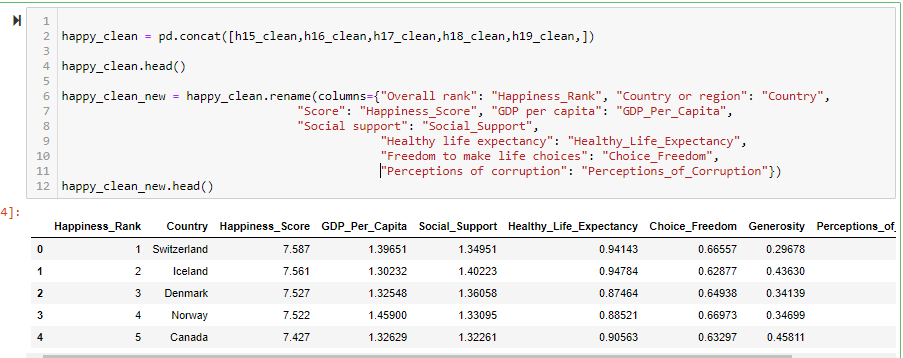 1
2 happy_clean = pd.concat([h15_clean,h16_clean,h17_clean,h18_clean,h19_clean,])
3
4 happy_clean.head()
5
6 happy_clean_new = happy_clean.rename(columns={"Overall rank": "Happiness_Rank", "Country or region": "Country",
7 "Score": "Happiness_Score", "GDP per capita": "GDP_Per_Capita",
8 "Social support": "Social_Support",
9 "Healthy life expectancy": "Healthy_Life_Expectancy",
10 "Freedom to make life choices": "Choice_Freedom",
11 "Perceptions of corruption": "Perceptions_of_Corruption"})
12 happy_clean_new.head()
4]:
Happiness_Rank Country Happiness_Score GDP_Per_Capita Social_Support Healthy_Life_Expectancy Choice_Freedom Generosity Perceptions_of_
0 1 Switzerland 7.587 1.39651 1.34951 0.94143 0.66557 0.29678
1 2 Iceland 7.561 1.30232 1.40223 0.94784 0.62877 0.43630
2 3 Denmark 7.527 1.32548 1.36058 0.87464 0.64938 0.34139
3 4 Norway 7.522 1.45900 1.33095 0.88521 0.66973 0.34699
4 5 Canada 7.427 1.32629 1.32261 0.90563 0.63297 0.45811